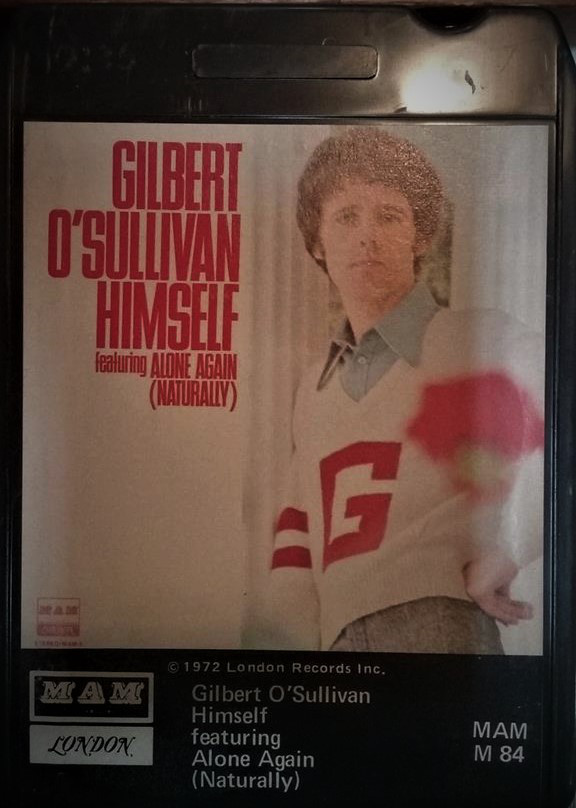 GILBERT
O'SULLIVAN
HIMSELF
featuring ALONE AGAIN
(NATURALLY)
G
MAM
© 1972 London Records Inc.
MAM
LONDON
Gilbert O'Sullivan
Himself
featuring
Alone Again
(Naturally)
MAM
M 84